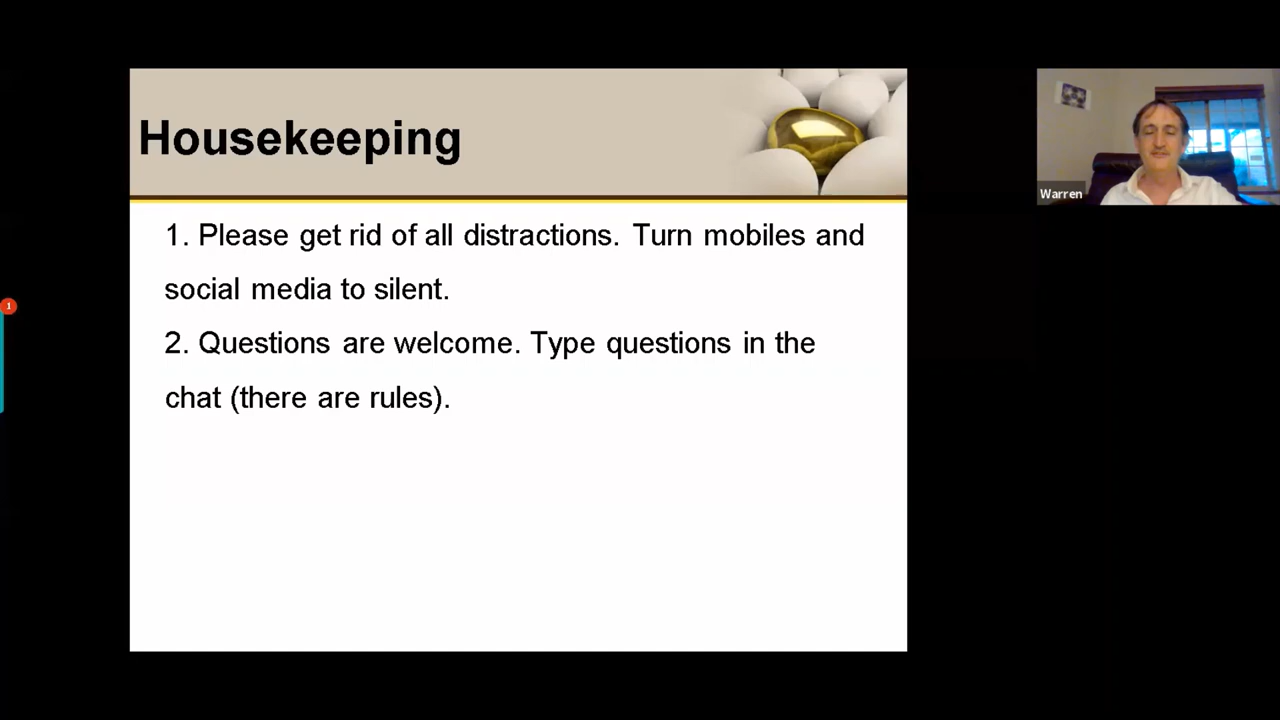 Housekeeping
1. Please get rid of all distractions. Turn mobiles and
social media to silent.
2. Questions are welcome. Type questions in the
chat (there are rules).
Warren
1